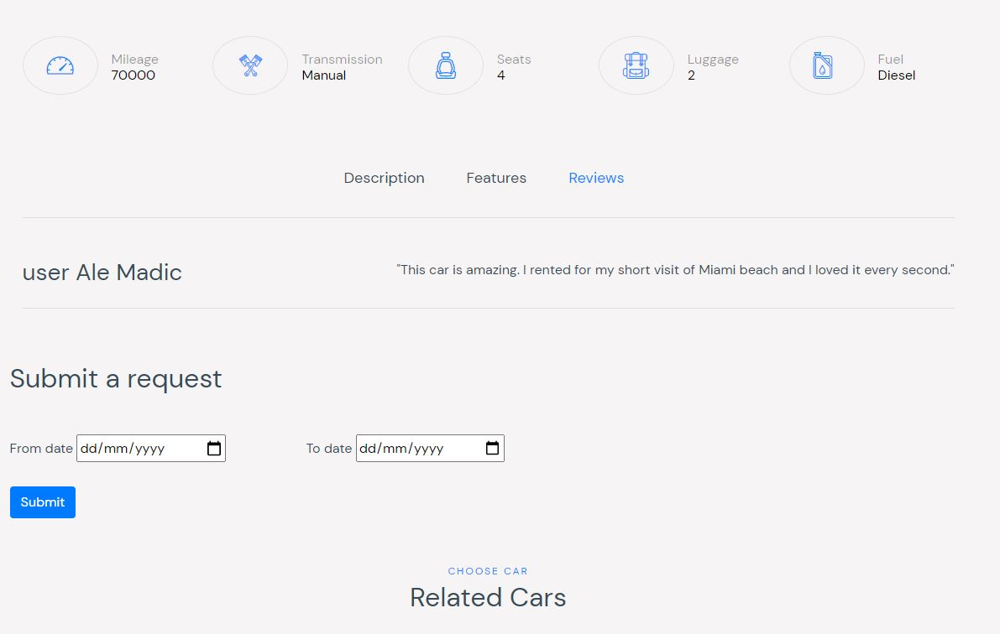 Mileage
70000
Transmission
Manual
Seats
4
Luggage
2
Fuel
Diesel
Description
Features
Reviews
user Ale Madic
"This car is amazing. I rented for my short visit of Miami beach and I loved it every second."
Submit a request
From date dd/mm/yyyy
To date dd/mm/yyyy
Submit
CHOOSE CAR
Related Cars